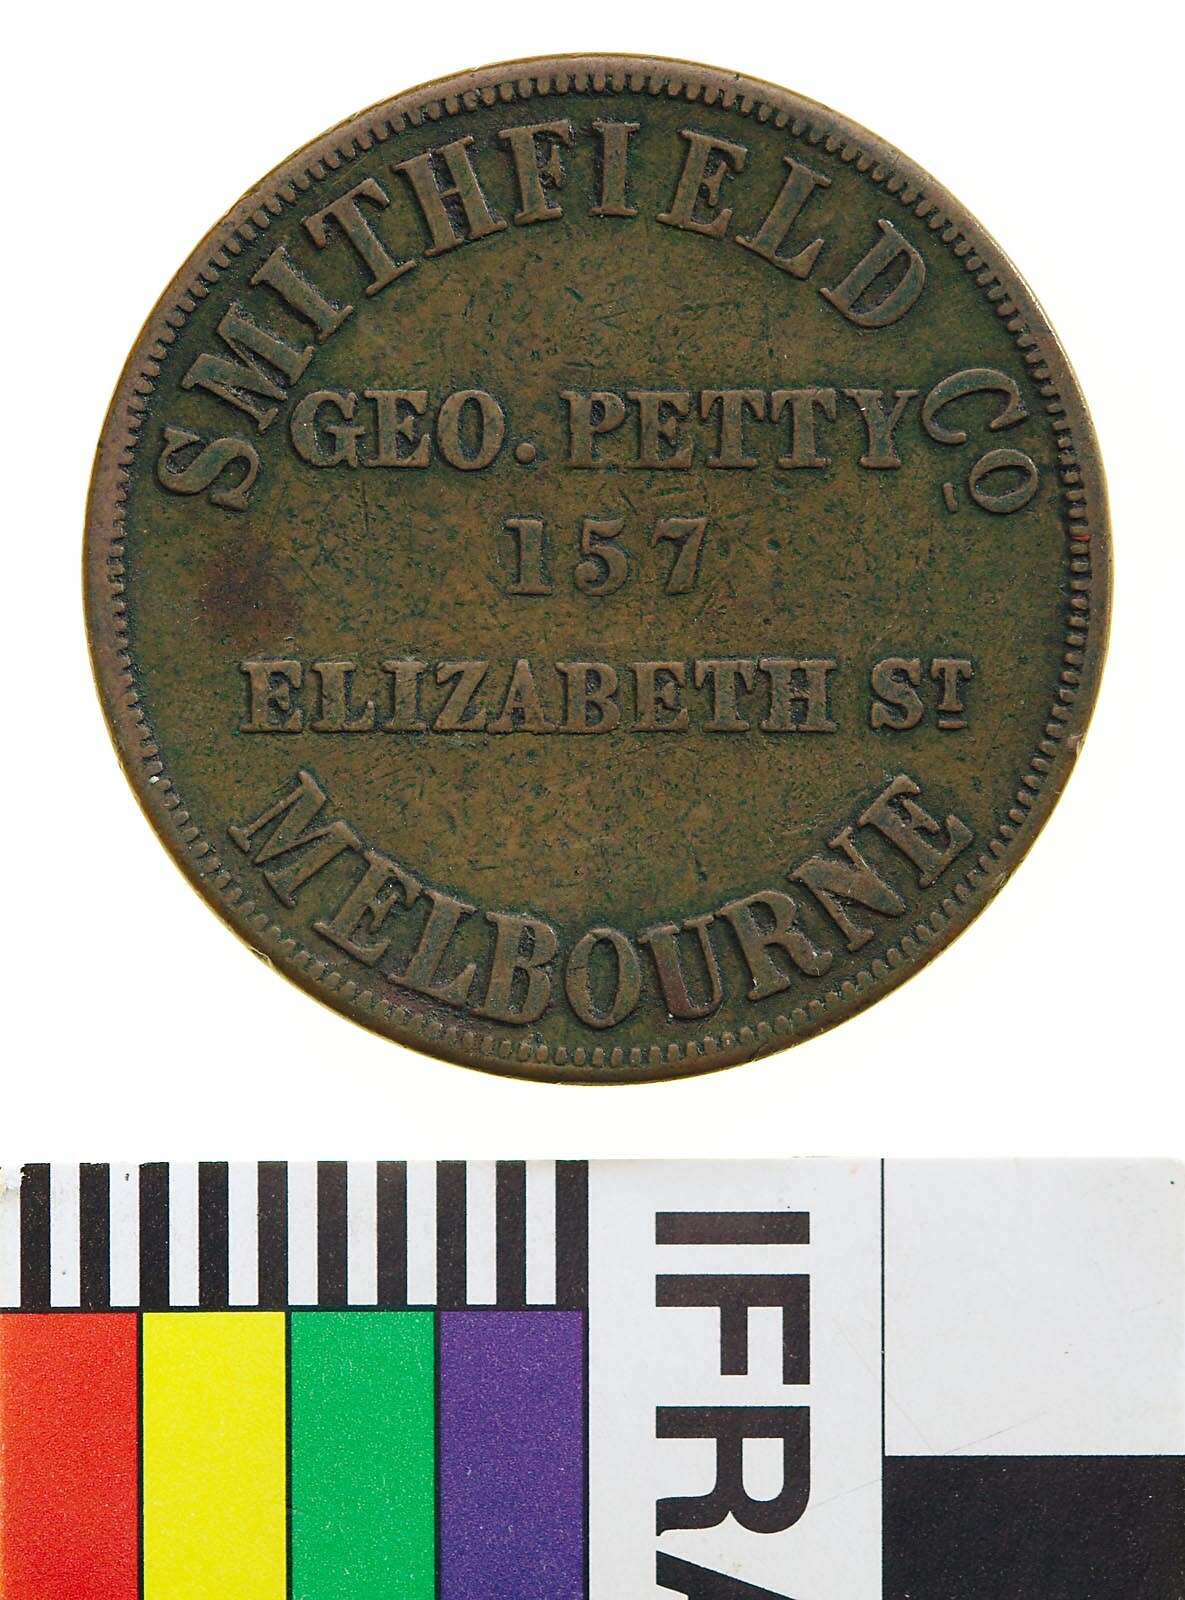 SMITHFIELD Co
GEO. PETTY
157
ELIZABETH ST
MELBOURNE
IFRA